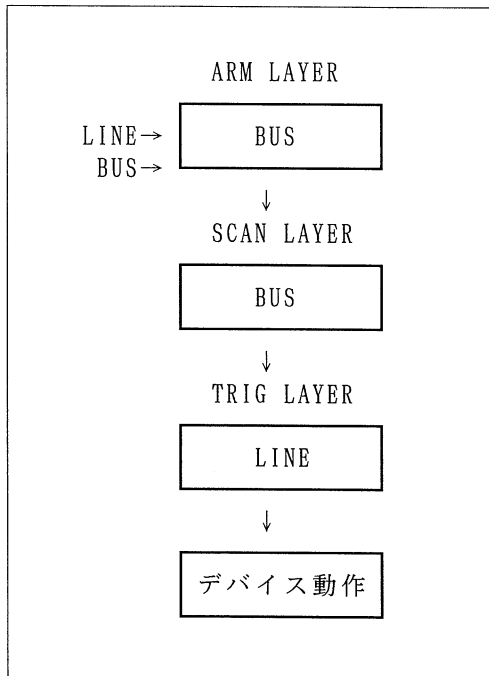 ARM LAYER
LINE→
BUS→
BUS
↓
SCAN LAYER
BUS
↓
TRIG LAYER
LINE
↓
デバイス動作